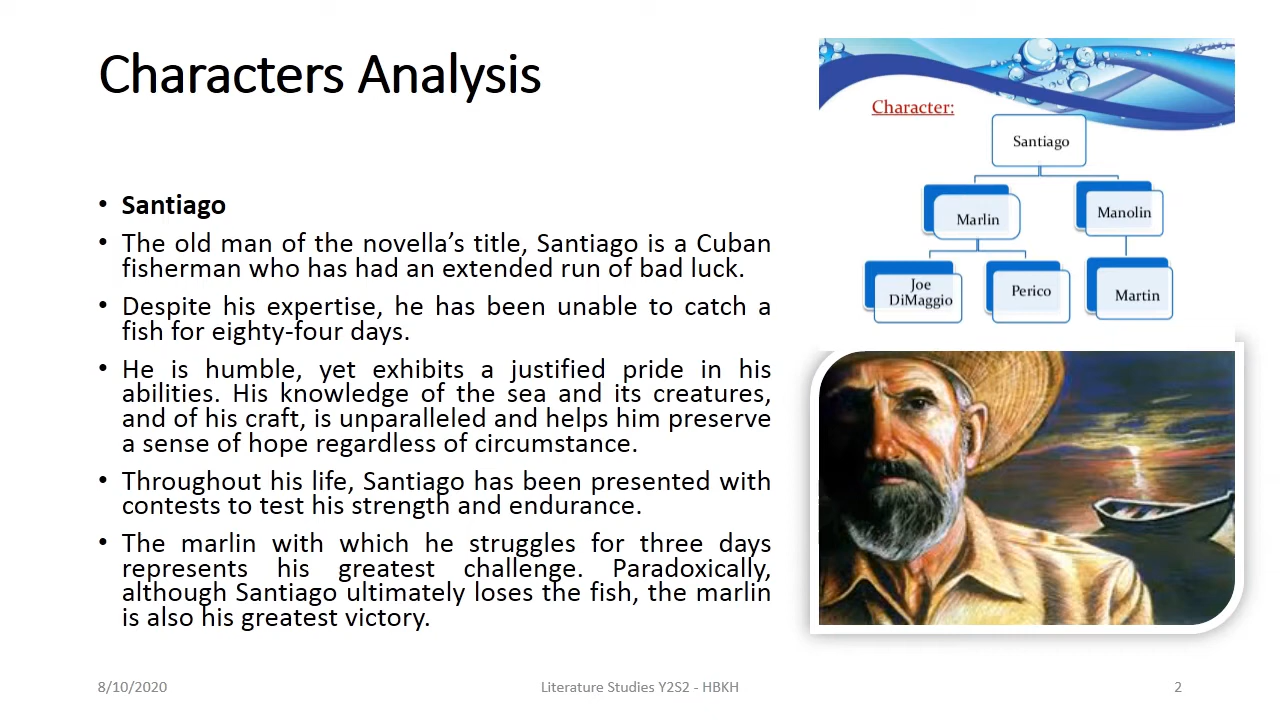 Characters Analysis
• Santiago
• The old man of the novella’s title, Santiago is a Cuban
fisherman who has had an extended run of bad luck.
• Despite his expertise, he has been unable to catch a
fish for eighty-four days.
• He is humble, yet exhibits a justified pride in his
abilities. His knowledge of the sea and its creatures,
and of his craft, is unparalleled and helps him preserve
a sense of hope regardless of circumstance.
• Throughout his life, Santiago has been presented with
contests to test his strength and endurance.
• The marlin with which he struggles for three days
represents his greatest challenge. Paradoxically,
although Santiago ultimately loses the fish, the marlin
is also his greatest victory.
Character:
Santiago
Marlin
Manolin
Joe
DiMaggio
Perico
Martin
8/10/2020
Literature Studies Y2S2 - HBKH
2